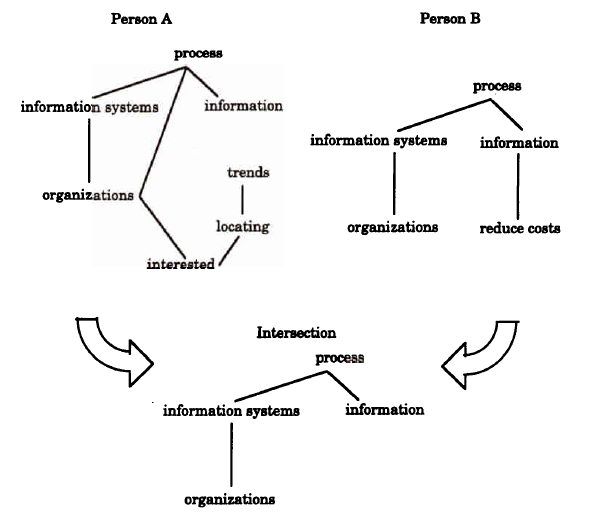 Person A
Person B
process
information systems
information
organizations
trends
locating
interested
process
information systems
information
organizations
reduce costs
Intersection
process
information systems
information
organizations